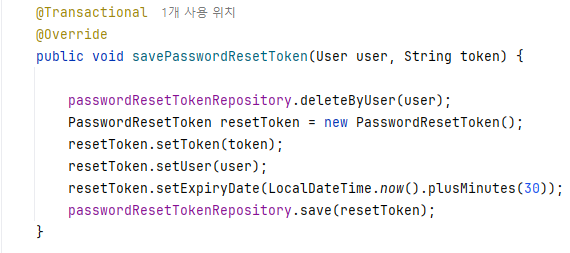 @Transactional 1개 사용 위치
@Override
public void savePasswordResetToken(User user, String token) {
passwordResetTokenRepository.deleteByUser(user);
PasswordResetToken resetToken = new PasswordResetToken();
resetToken.setToken(token);
resetToken.setUser(user);
resetToken.setExpiryDate(LocalDateTime.now().plusMinutes(30));
passwordResetTokenRepository.save(resetToken);
}